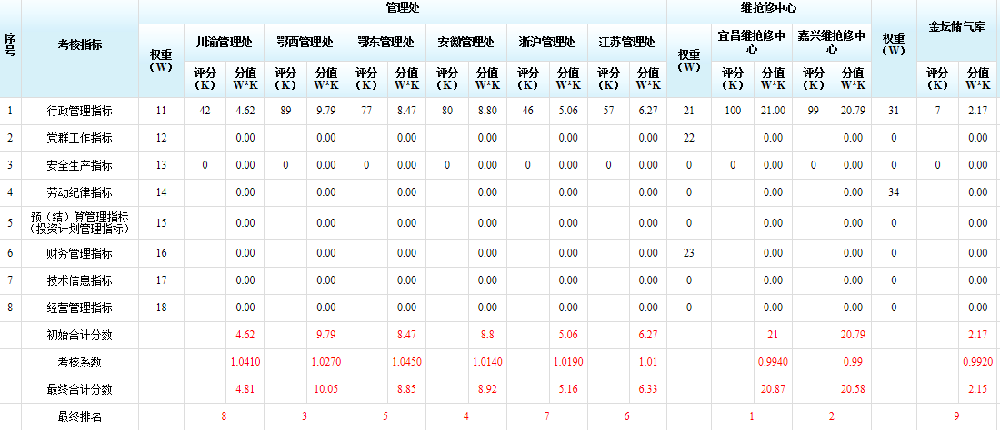 序号 考核指标 管理处 维抢修中心 权重（W） 金坛储气库
权重（W） 川渝管理处 鄂西管理处 鄂东管理处 安徽管理处 浙沪管理处 江苏管理处 权重（W） 宜昌维抢修中心 嘉兴维抢修中心
评分（K） 分值W*K 评分（K） 分值W*K 评分（K） 分值W*K 评分（K） 分值W*K 评分（K） 分值W*K 评分（K） 分值W*K 评分（K） 分值W*K 评分（K） 分值W*K 评分（K） 分值W*K
1 行政管理指标 11 42 4.62 89 9.79 77 8.47 80 8.80 46 5.06 57 6.27 21 100 21.00 99 20.79 31 7 2.17
2 党群工作指标 12 0.00 0.00 0.00 0.00 0.00 0.00 22 0.00 0.00 0 0.00
3 安全生产指标 13 0 0.00 0 0.00 0 0.00 0 0.00 0 0.00 0 0.00 0 0 0.00 0 0.00 0 0 0.00
4 劳动纪律指标 14 0.00 0.00 0.00 0.00 0.00 0.00 0 0.00 0.00 34 0.00
5 预（结）算管理指标（投资计划管理指标） 15 0.00 0.00 0.00 0.00 0.00 0.00 0 0.00 0.00 0 0.00
6 财务管理指标 16 0.00 0.00 0.00 0.00 0.00 0.00 23 0.00 0.00 0 0.00
7 技术信息指标 17 0.00 0.00 0.00 0.00 0.00 0.00 0 0.00 0.00 0 0.00
8 经营管理指标 18 0.00 0.00 0.00 0.00 0.00 0.00 0 0.00 0.00 0 0.00
初始合计分数 4.62 9.79 8.47 8.8 5.06 6.27 21 20.79 2.17
考核系数 1.0410 1.0270 1.0450 1.0140 1.0190 1.01 0.9940 0.99 0.9920
最终合计分数 4.81 10.05 8.85 8.92 5.16 6.33 20.87 20.58 2.15
最终排名 8 3 5 4 7 6 1 2 9